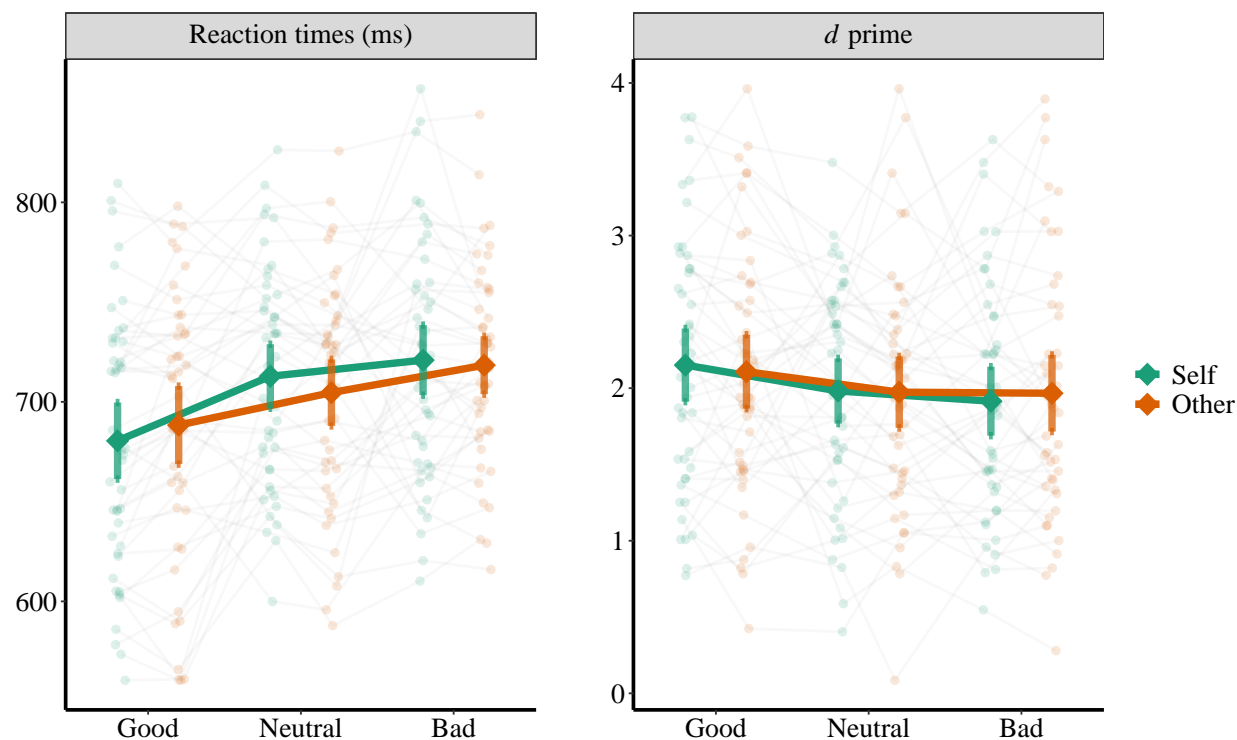 Reaction times (ms)
d prime
800
700
600
4
3
2
1
0
Good Neutral Bad
Good Neutral Bad
Self
Other